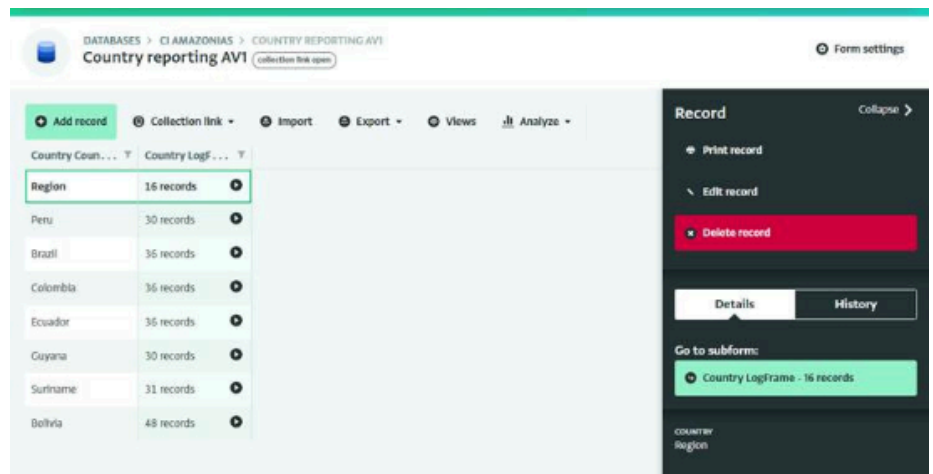 DATABASES > CI AMAZONIAS > COUNTRY REPORTING AV1
Country reporting AV1 collection link open
Form settings
Add record Collection link Import Export Views Analyze
Country Coun... Country LogF...
Region 16 records
Peru 30 records
Brazil 36 records
Colombia 36 records
Ecuador 36 records
Guyana 30 records
Suriname 31 records
Bolivia 48 records
Record Collapse
Print record
Edit record
Delete record
Details History
Go to subform:
Country LogFrame - 16 records
COUNTRY
Region